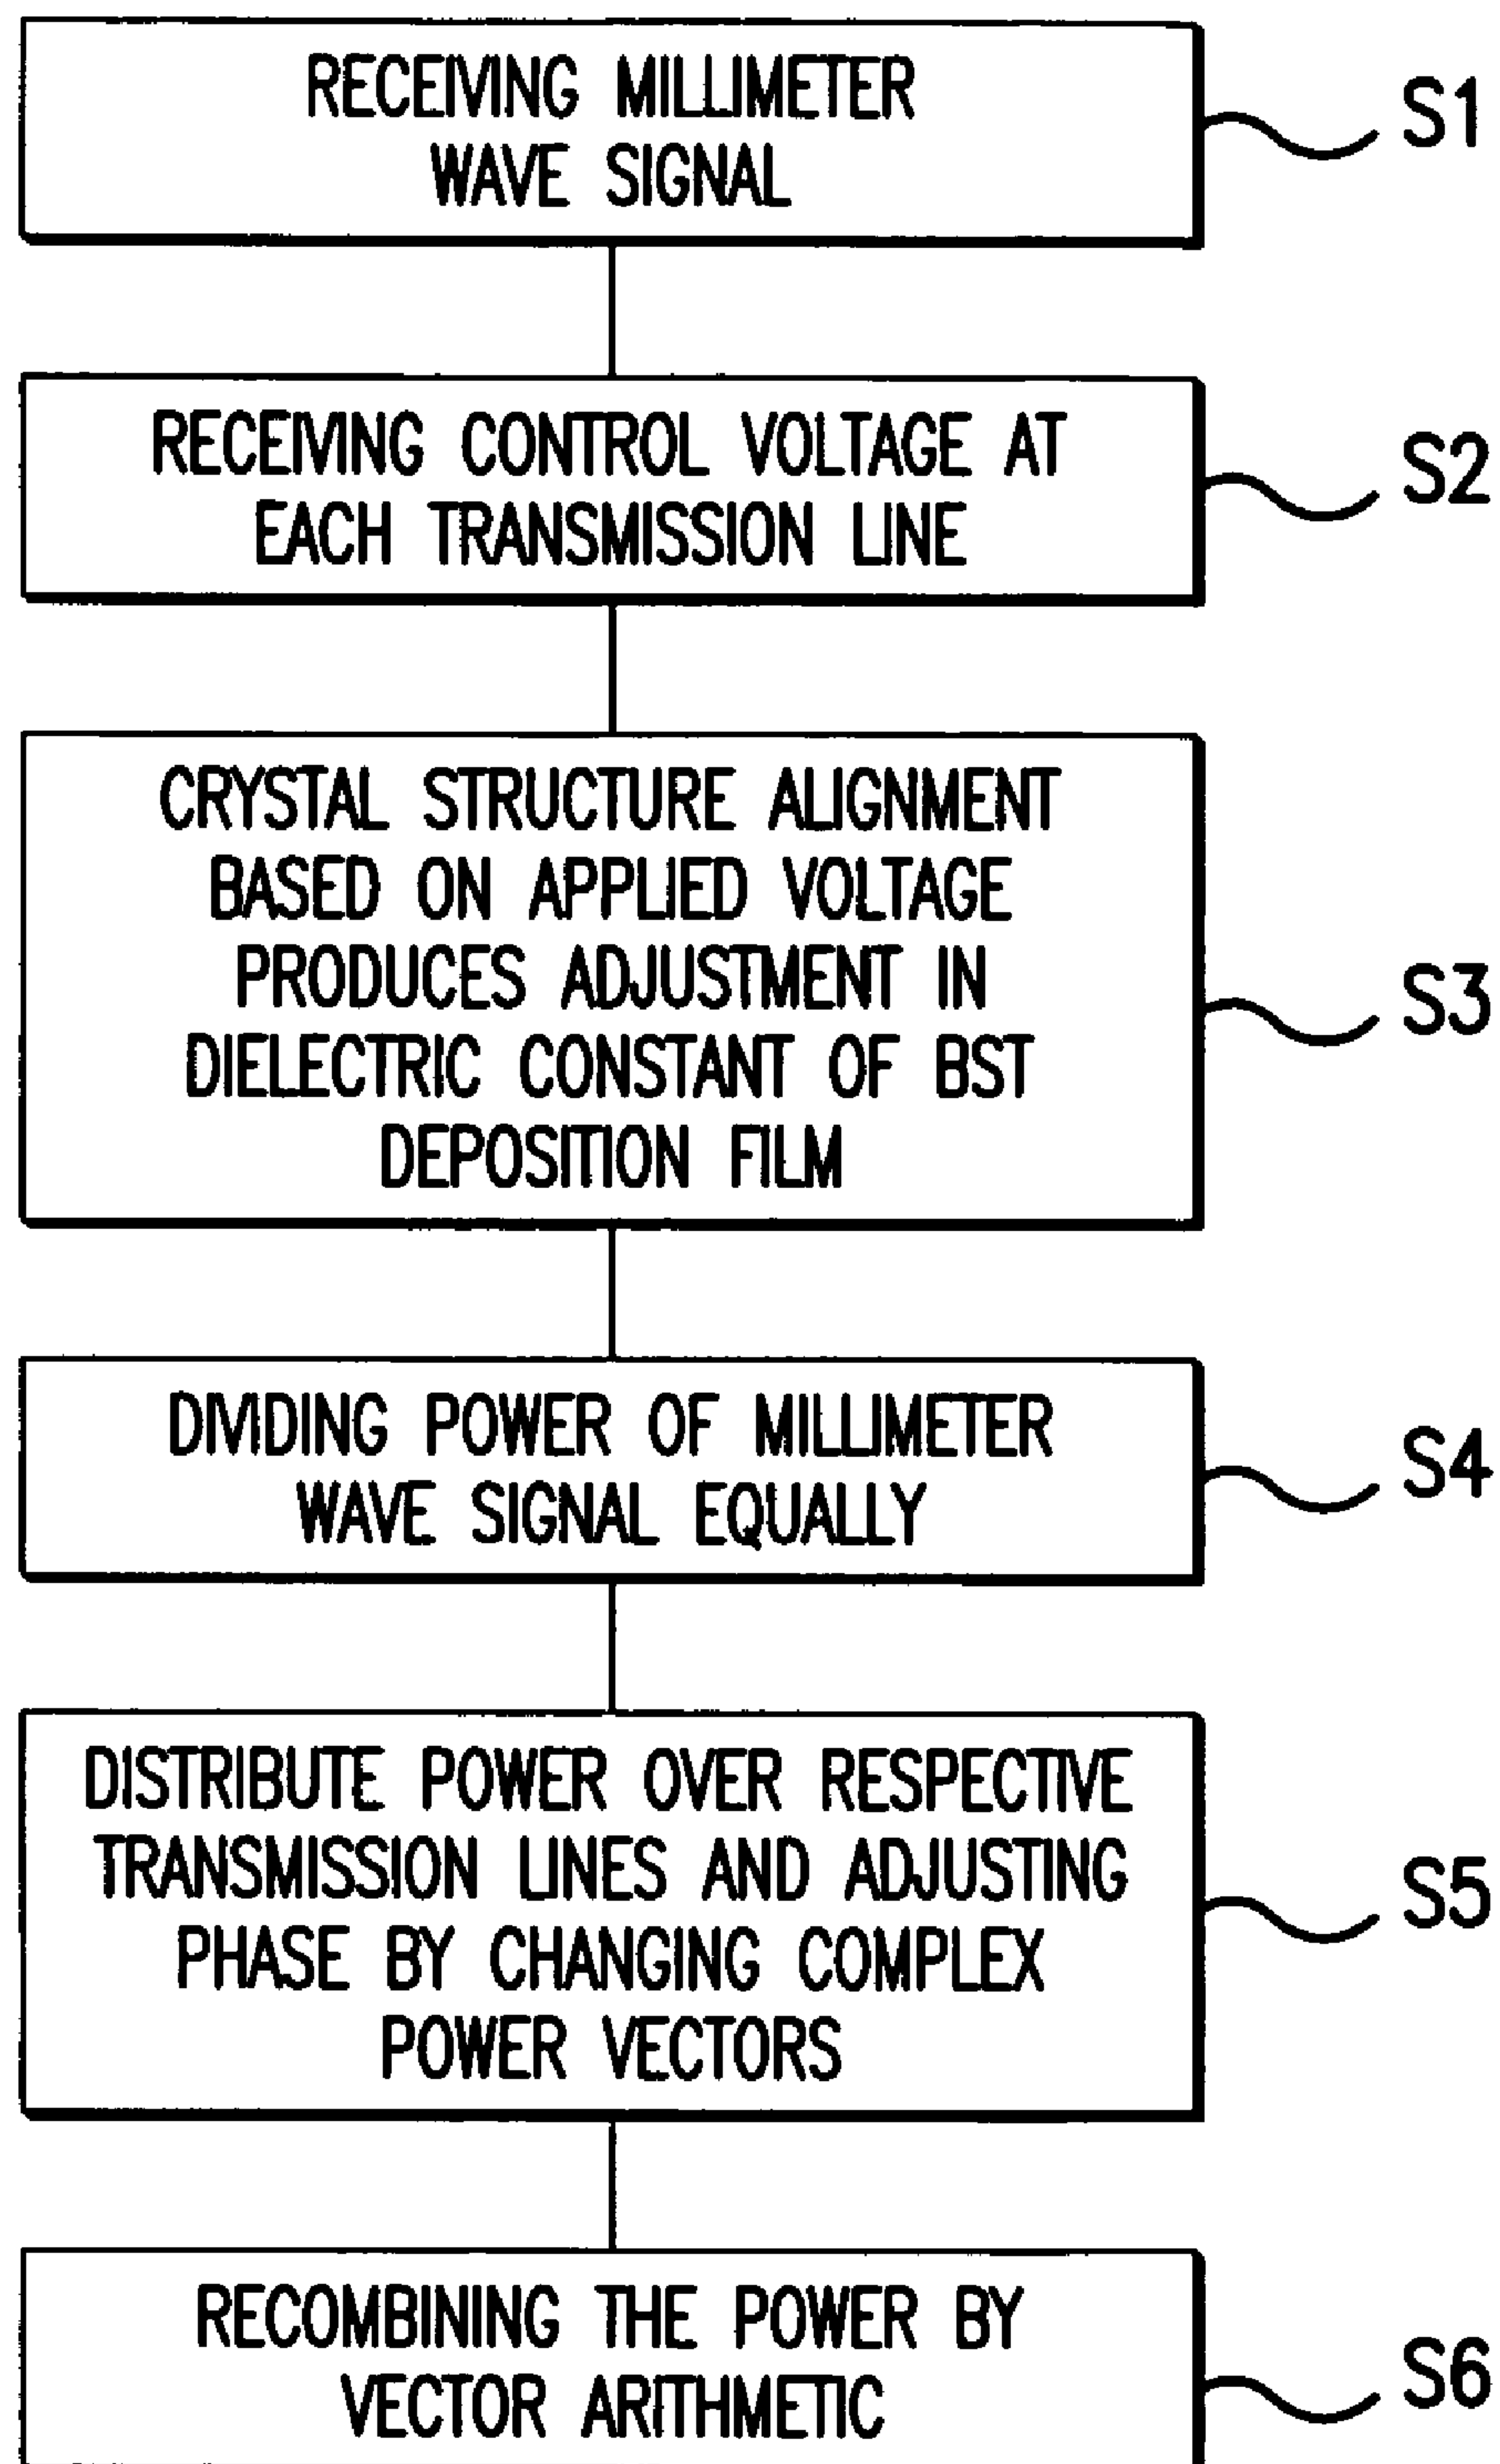 RECEIVING MILLIMETER
WAVE SIGNAL
S1
RECEIVING CONTROL VOLTAGE AT
EACH TRANSMISSION LINE
S2
CRYSTAL STRUCTURE ALIGNMENT
BASED ON APPLIED VOLTAGE
PRODUCES ADJUSTMENT IN
DIELECTRIC CONSTANT OF BST
DEPOSITION FILM
S3
DIVIDING POWER OF MILLIMETER
WAVE SIGNAL EQUALLY
S4
DISTRIBUTE POWER OVER RESPECTIVE
TRANSMISSION LINES AND ADJUSTING
PHASE BY CHANGING COMPLEX
POWER VECTORS
S5
RECOMBINING THE POWER BY
VECTOR ARITHMETIC
S6